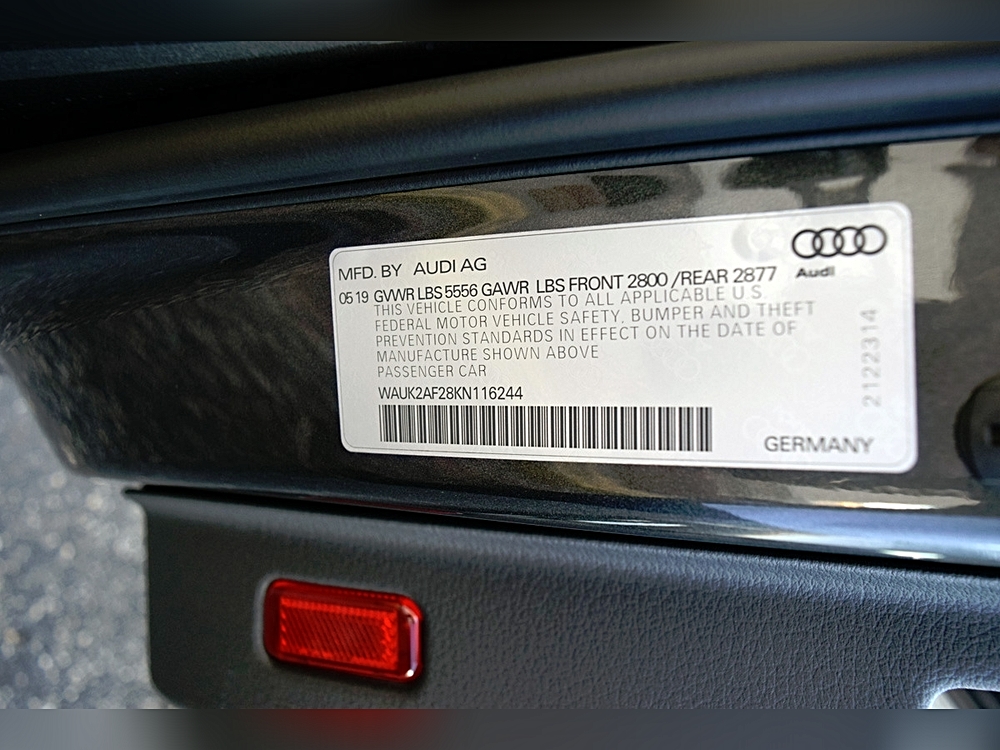 MFD. BY AUDI AG
Audi
05 19 GVWR LBS 5556 GAWR LBS FRONT 2800 /REAR 2877
THIS VEHICLE CONFORMS TO ALL APPLICABLE U.S.
FEDERAL MOTOR VEHICLE SAFETY, BUMPER AND THEFT
PREVENTION STANDARDS IN EFFECT ON THE DATE OF
MANUFACTURE SHOWN ABOVE
PASSENGER CAR
WAUK2AF28KN116244
GERMANY
2122314